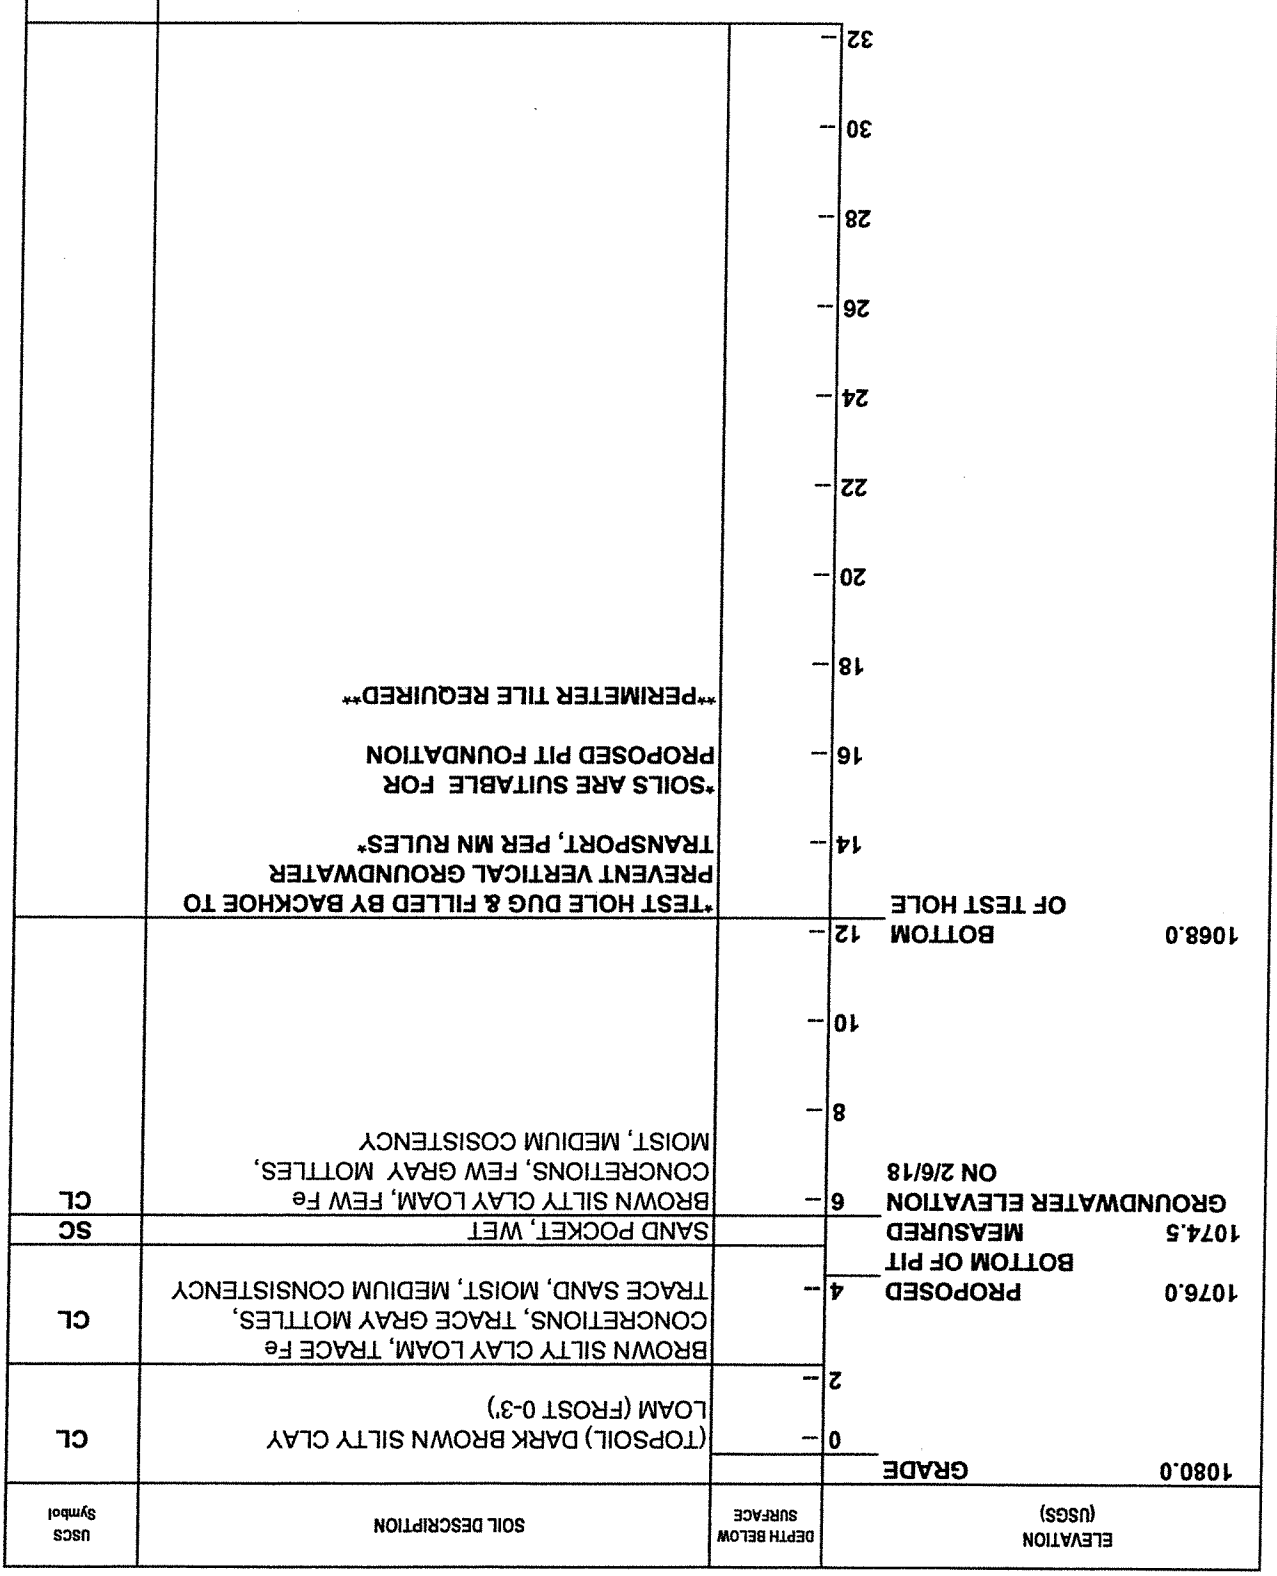 ELEVATION
(USGS)
DEPTH BELOW
SURFACE
SOIL DESCRIPTION
USCS
Symbol
1080.0 GRADE
0
(TOPSOIL) DARK BROWN SILTY CLAY
LOAM (FROST 0-3')
CL
2
BROWN SILTY CLAY LOAM, TRACE Fe
CONCRETIONS, TRACE GRAY MOTTLES,
TRACE SAND, MOIST, MEDIUM CONSISTENCY
CL
1076.0 PROPOSED
BOTTOM OF PIT
4
1074.5 MEASURED
GROUNDWATER ELEVATION
ON 2/6/18
SAND POCKET, WET
SC
6
BROWN SILTY CLAY LOAM, FEW Fe
CONCRETIONS, FEW GRAY MOTTLES,
MOIST, MEDIUM COSISTENCY
CL
8
10
1068.0 BOTTOM
OF TEST HOLE
12
*TEST HOLE DUG & FILLED BY BACKHOE TO
PREVENT VERTICAL GROUNDWATER
TRANSPORT, PER MN RULES*
14
*SOILS ARE SUITABLE FOR
PROPOSED PIT FOUNDATION
16
**PERIMETER TILE REQUIRED**
18
20
22
24
26
28
30
32